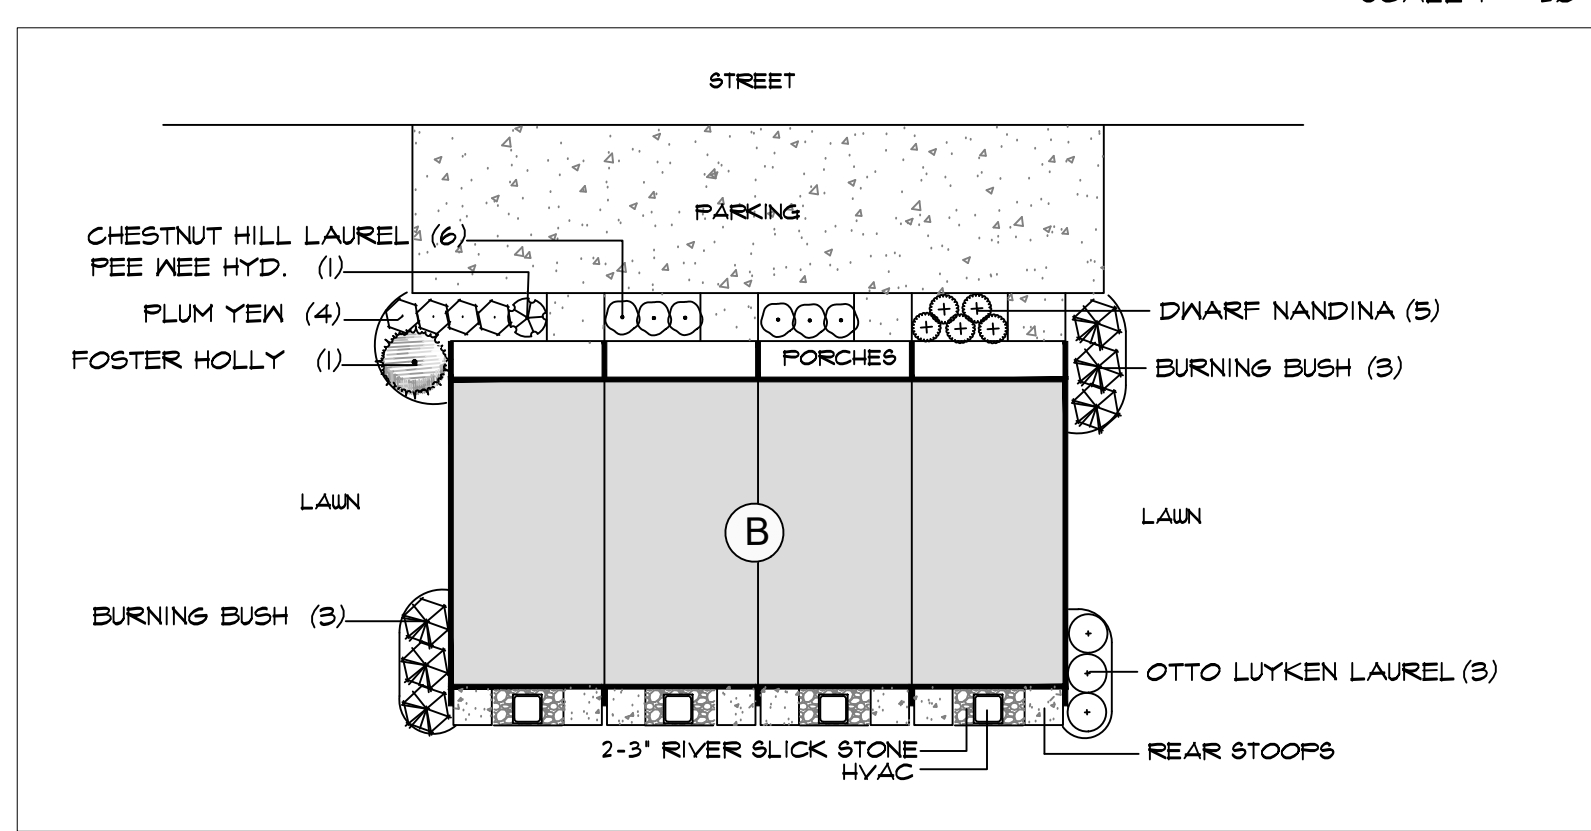 STREET
PARKING
CHESTNUT HILL LAUREL (6)
PEE WEE HYD. (1)
PLUM YEW (4)
DWARF NANDINA (5)
FOSTER HOLLY (1)
PORCHES
BURNING BUSH (3)
LAWN
B
LAWN
BURNING BUSH (3)
OTTO LUYKEN LAUREL (3)
2-3" RIVER SLICK STONE
REAR STOOPS
HVAC